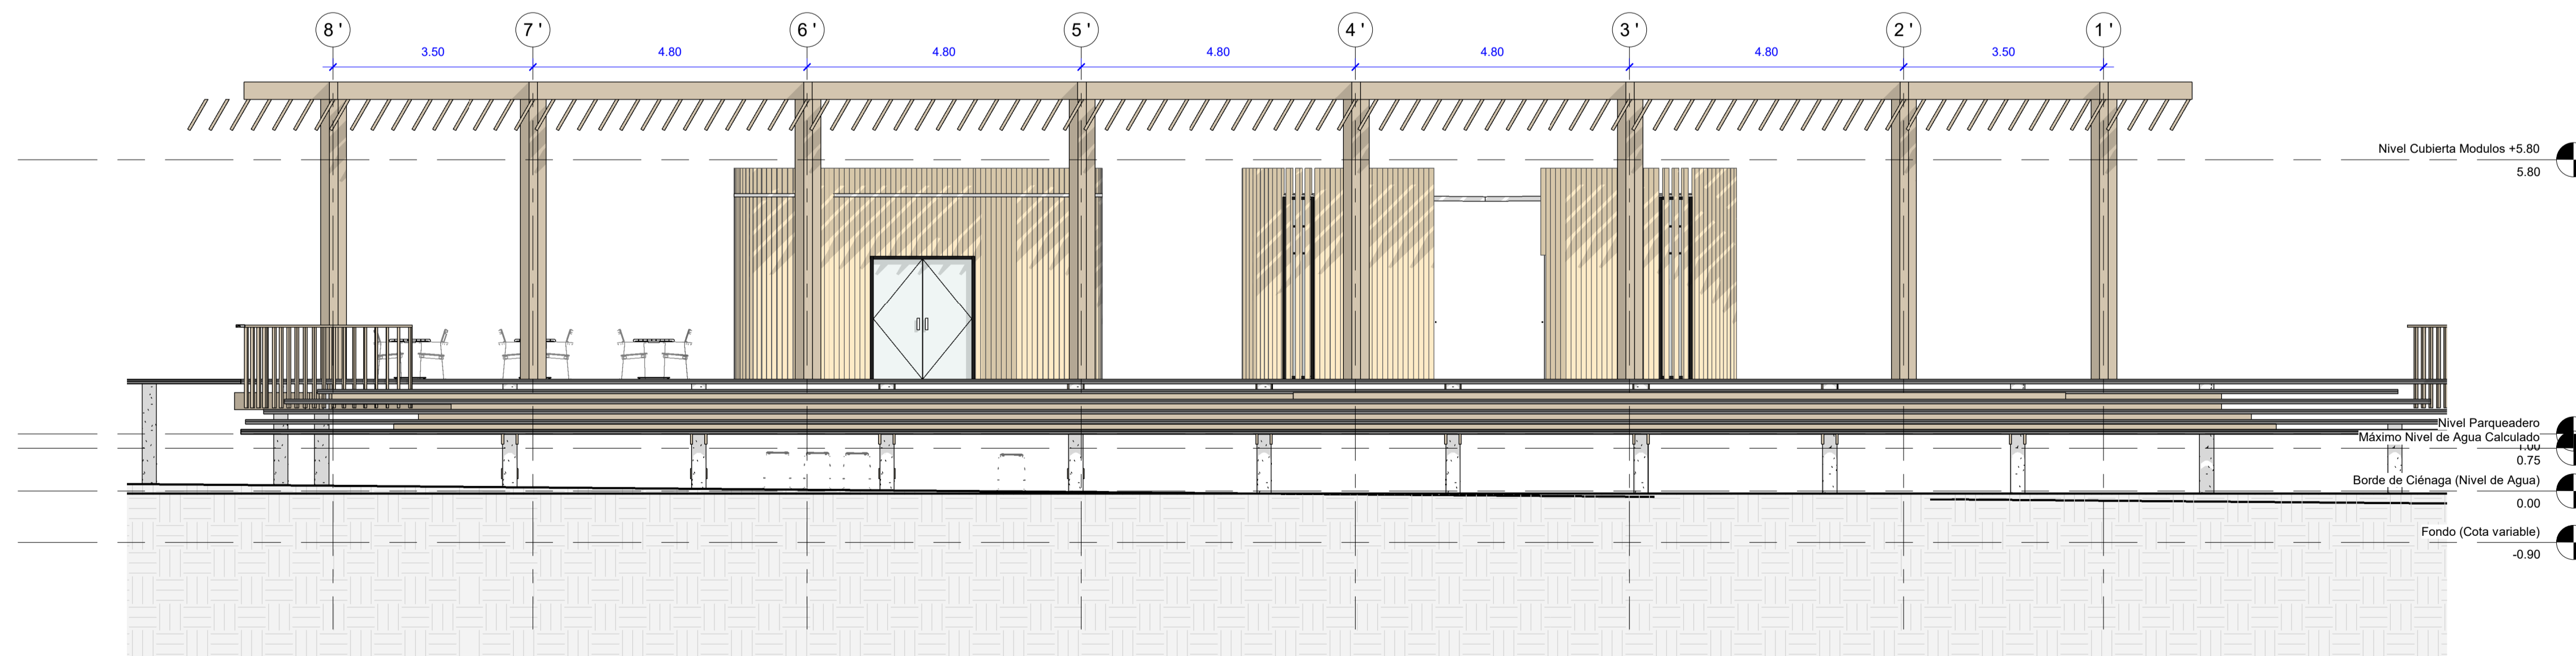 8 ' 7 ' 6 ' 5 ' 4 ' 3 ' 2 ' 1 '
3.50 4.80 4.80 4.80 4.80 4.80 3.50
Nivel Cubierta Modulos +5.80
5.80
Nivel Parqueadero
Máximo Nivel de Agua Calculado
1.00
0.75
Borde de Ciénaga (Nivel de Agua)
0.00
Fondo (Cota variable)
-0.90